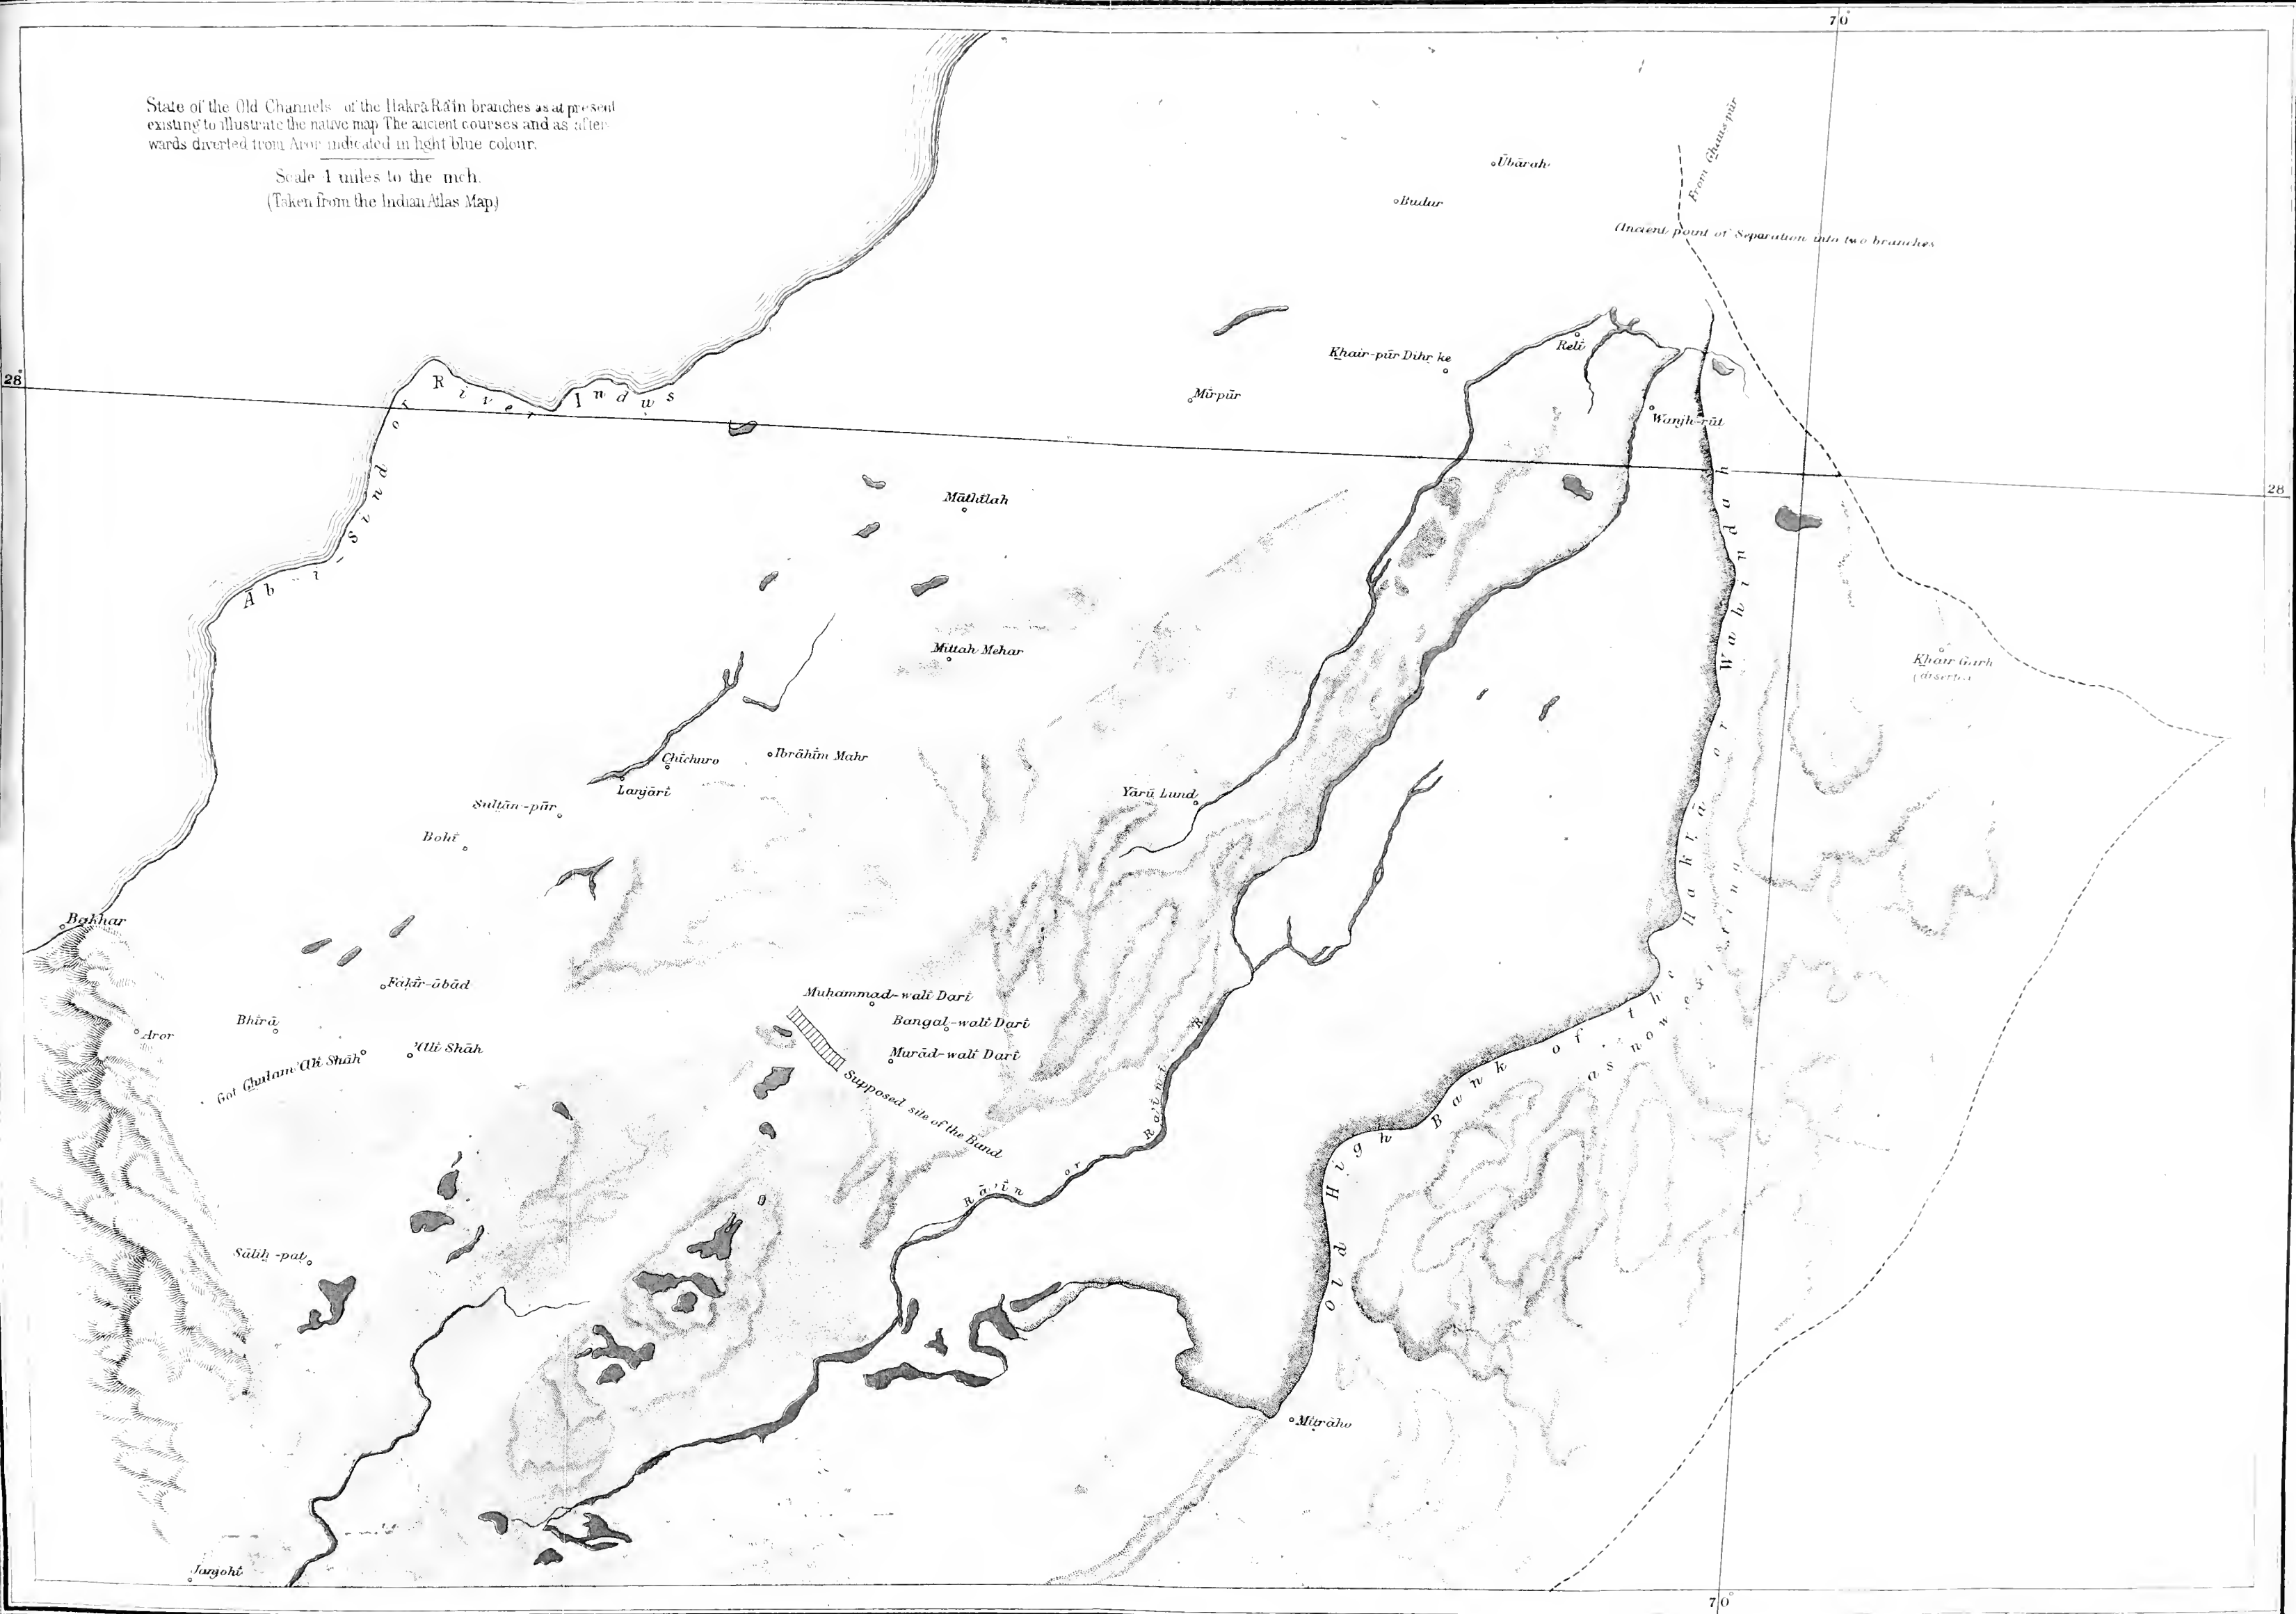 70°
State of the Old Channels of the Hakrā Rā'īn branches as at present
existing to illustrate the native map The ancient courses and as after-
wards diverted from Aror indicated in light blue colour.
Scale 4 miles to the inch.
(Taken from the Indian Atlas Map)
From Ghaus-pūr
Ūbārah
Budur
Ancient point of Separation into two branches
Khair-pūr Dihr ke
Reti
28°
River Indus
or
Ab-i-Sind
Mīrpūr
Wanjh-rūt
28
Māthīlah
Mittah Mehar
Khair Garh
Chichuro
Ibrāhīm Mahr
Lanjārī
Sultān-pūr
Yārū Lund
Bohī
Bakhar
Old High Bank of the Hakrā or Wahindah
as now existing
Fakīr-ābād
Muhammad-walī Darī
Bhīrā
Bangal-walī Darī
Aror
'Alī Shāh
Murād-walī Darī
Got Ghulam 'Ali Shāh
Supposed site of the Band
Rā'īn or Ra'īnī R
Sālih-pat
Mitrāho
Janjohī
70°